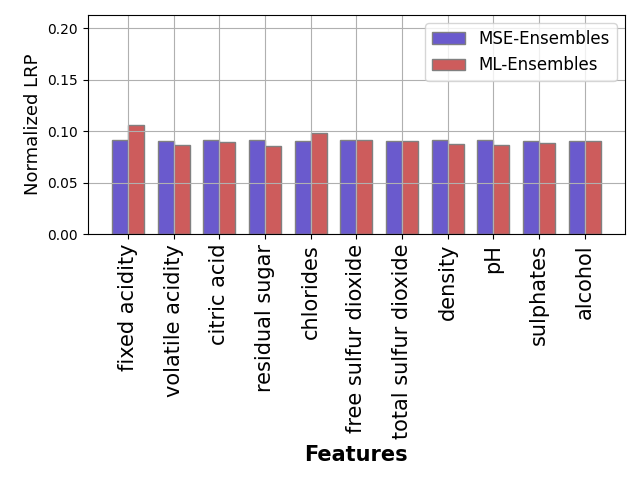 Normalized LRP
0.20
0.15
0.10
0.05
0.00
MSE-Ensembles
ML-Ensembles
fixed acidity
volatile acidity
citric acid
residual sugar
chlorides
free sulfur dioxide
total sulfur dioxide
density
pH
sulphates
alcohol
Features